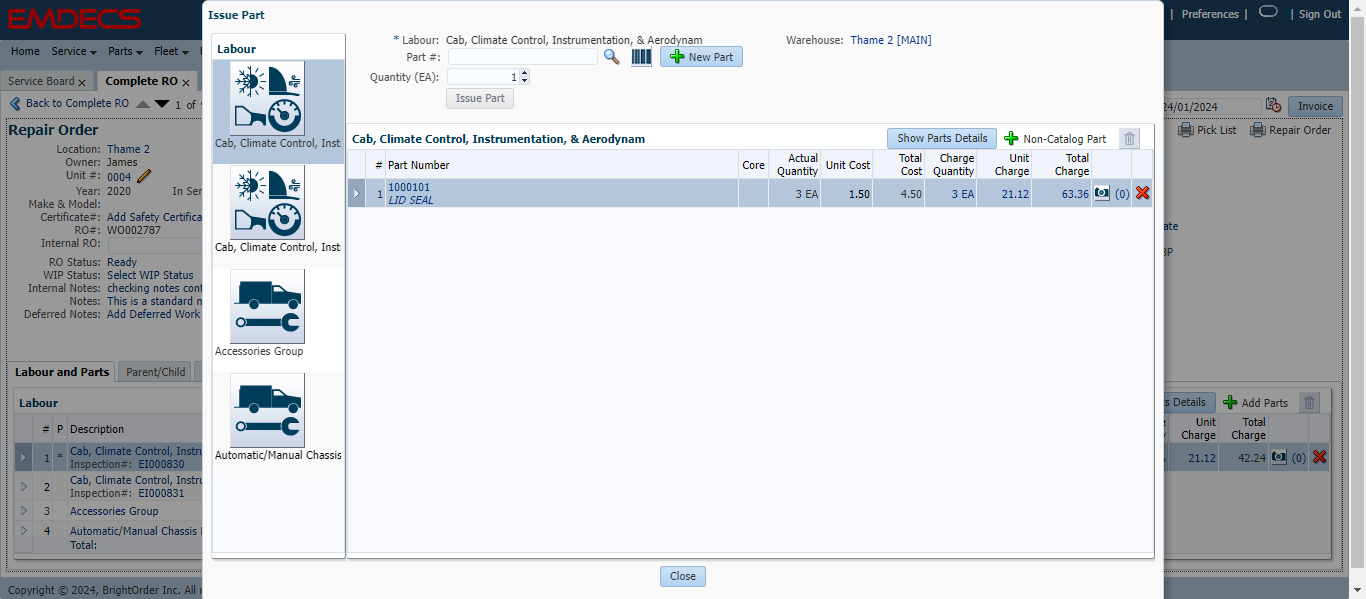 EMDECS
| Preferences | | Sign Out
Home Service Parts Fleet
Service Board x Complete RO x
Back to Complete RO 1 of
24/01/2024 Invoice
Pick List Repair Order
Repair Order
Location: Thame 2
Owner: James
Unit #: 0004
Year: 2020 In Ser
Make & Model:
Certificate#: Add Safety Certifica
RO#: WO002787
Internal RO:
RO Status: Ready
WIP Status: Select WIP Status
Internal Notes: checking notes cont
Notes: This is a standard n
Deferred Notes: Add Deferred Work
Labour and Parts Parent/Child
Labour
# P Description
1 * Cab, Climate Control, Instru
Inspection#: EI000830
2 Cab, Climate Control, Instru
Inspection#: EI000831
3 Accessories Group
4 Automatic/Manual Chassis
Total:
Copyright © 2024, BrightOrder Inc. All
Issue Part
Labour
Cab, Climate Control, Inst
Cab, Climate Control, Inst
Accessories Group
Automatic/Manual Chassis
* Labour: Cab, Climate Control, Instrumentation, & Aerodynam Warehouse: Thame 2 [MAIN]
Part #: New Part
Quantity (EA): 1
Issue Part
Cab, Climate Control, Instrumentation, & Aerodynam Show Parts Details Non-Catalog Part
# Part Number Core Actual Quantity Unit Cost Total Cost Charge Quantity Unit Charge Total Charge
1 1000101 3 EA 1.50 4.50 3 EA 21.12 63.36 (0)
LID SEAL
Close
ate
BP
s Details Add Parts
Unit Charge Total Charge
21.12 42.24 (0)